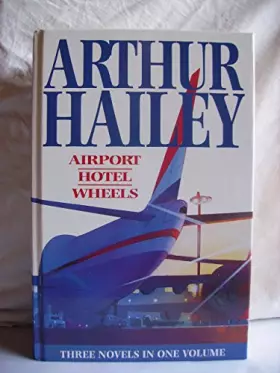 ARTHUR
HAILEY
AIRPORT
HOTEL
WHEELS
THREE NOVELS IN ONE VOLUME